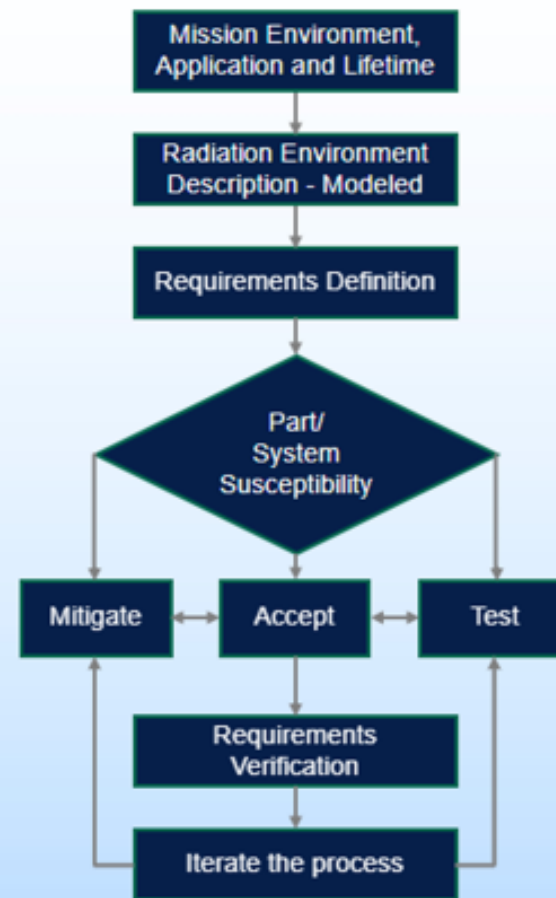 Mission Environment,
Application and Lifetime
Radiation Environment
Description - Modeled
Requirements Definition
Part/
System
Susceptibility
Mitigate
Accept
Test
Requirements
Verification
Iterate the process